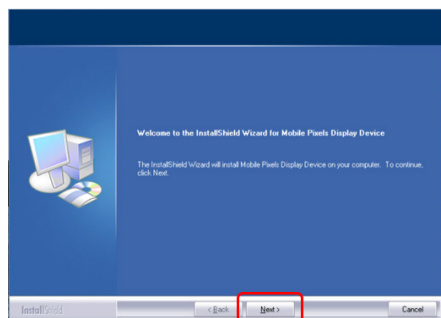 Welcome to the InstallShield Wizard for Mobile Pixels Display Device
The InstallShield Wizard will install Mobile Pixels Display Device on your computer. To continue,
click Next.
InstallShield
< Back
Next >
Cancel